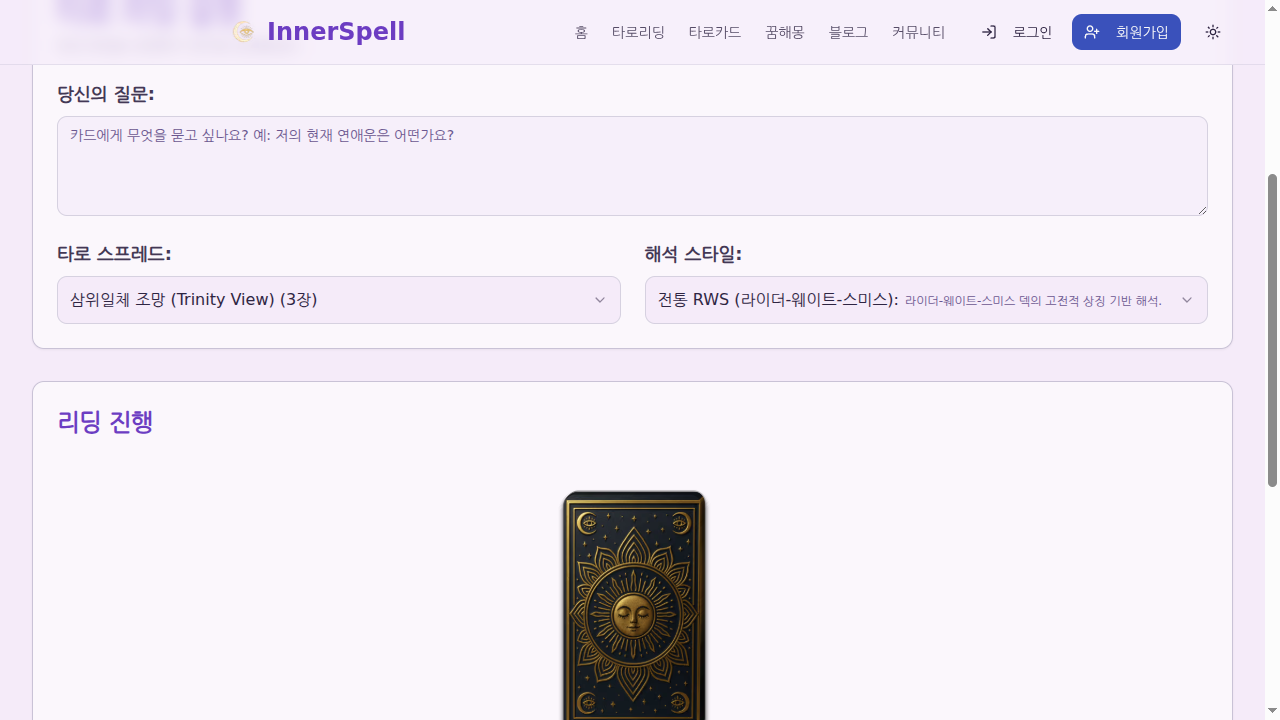 InnerSpell
홈
타로리딩
타로카드
꿈해몽
블로그
커뮤니티
로그인
회원가입
당신의 질문:
카드에게 무엇을 묻고 싶나요? 예: 저의 현재 연애운은 어떤가요?
타로 스프레드:
해석 스타일:
삼위일체 조망 (Trinity View) (3장)
전통 RWS (라이더-웨이트-스미스): 라이더-웨이트-스미스 덱의 고전적 상징 기반 해석.
리딩 진행